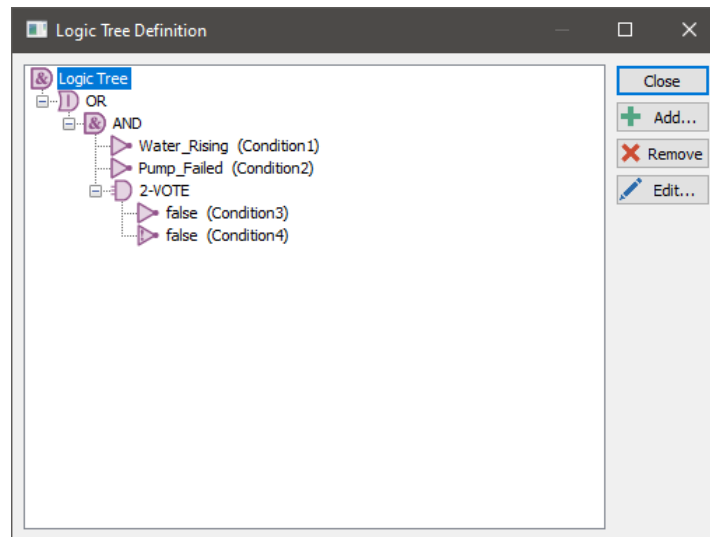 Logic Tree Definition
& Logic Tree
OR
& AND
Water_Rising (Condition1)
Pump_Failed (Condition2)
2-VOTE
false (Condition3)
! false (Condition4)
Close
Add...
Remove
Edit...